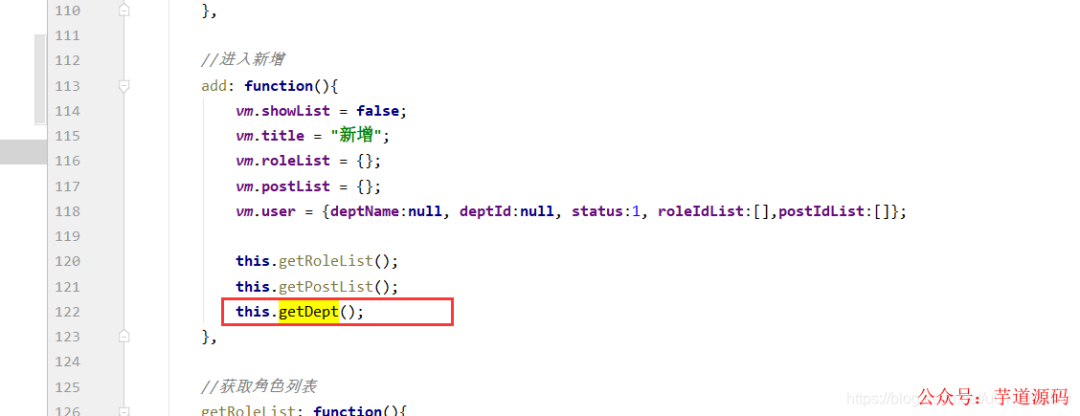 110 },
111
112 //进入新增
113 add: function(){
114 vm.showList = false;
115 vm.title = "新增";
116 vm.roleList = {};
117 vm.postList = {};
118 vm.user = {deptName:null, deptId:null, status:1, roleIdList:[],postIdList:[]};
119
120 this.getRoleList();
121 this.getPostList();
122 this.getDept();
123 },
124
125 //获取角色列表
126 getRoleList: function(){
https://blog
公众号：芋道源码